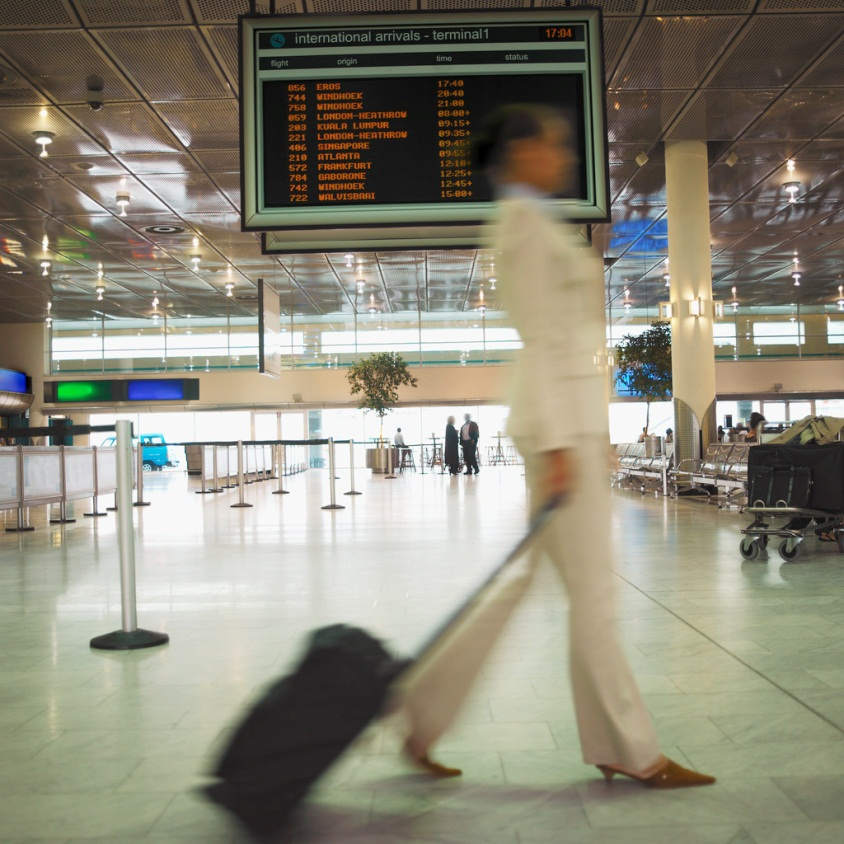 international arrivals - terminal1 17:04
flight origin time status
856 EROS 17:40
744 WINDHOEK 20:40
758 WINDHOEK 21:00
059 LONDON-HEATHROW 08:00+
203 KUALA LUMPUR 09:15+
221 LONDON-HEATHROW 09:35+
406 SINGAPORE 09:45+
210 ATLANTA 09:55+
572 FRANKFURT 12:10+
784 GABORONE 12:25+
742 WINDHOEK 12:45+
722 WALVISBAAI 15:00+